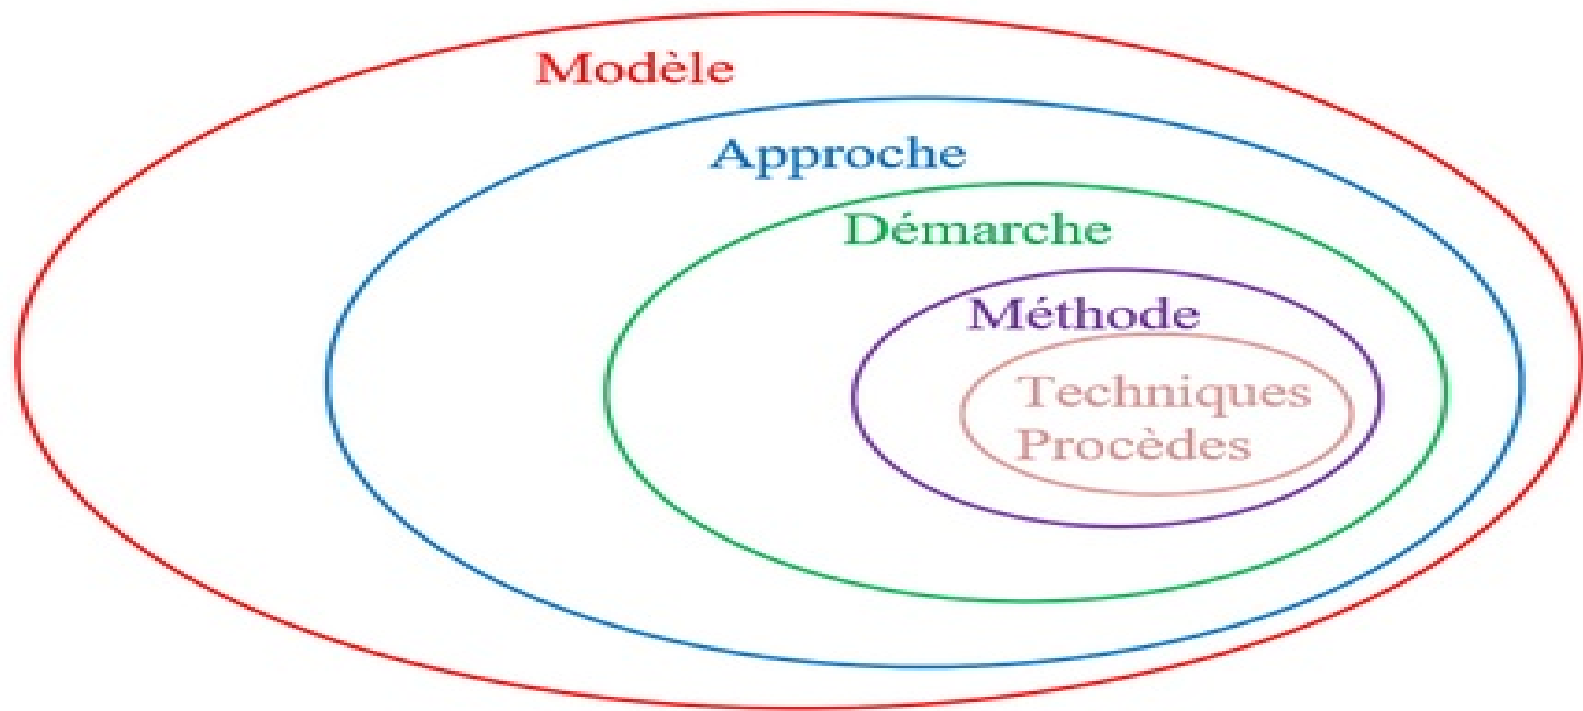 Modèle
Approche
Démarche
Méthode
Techniques
Procèdes